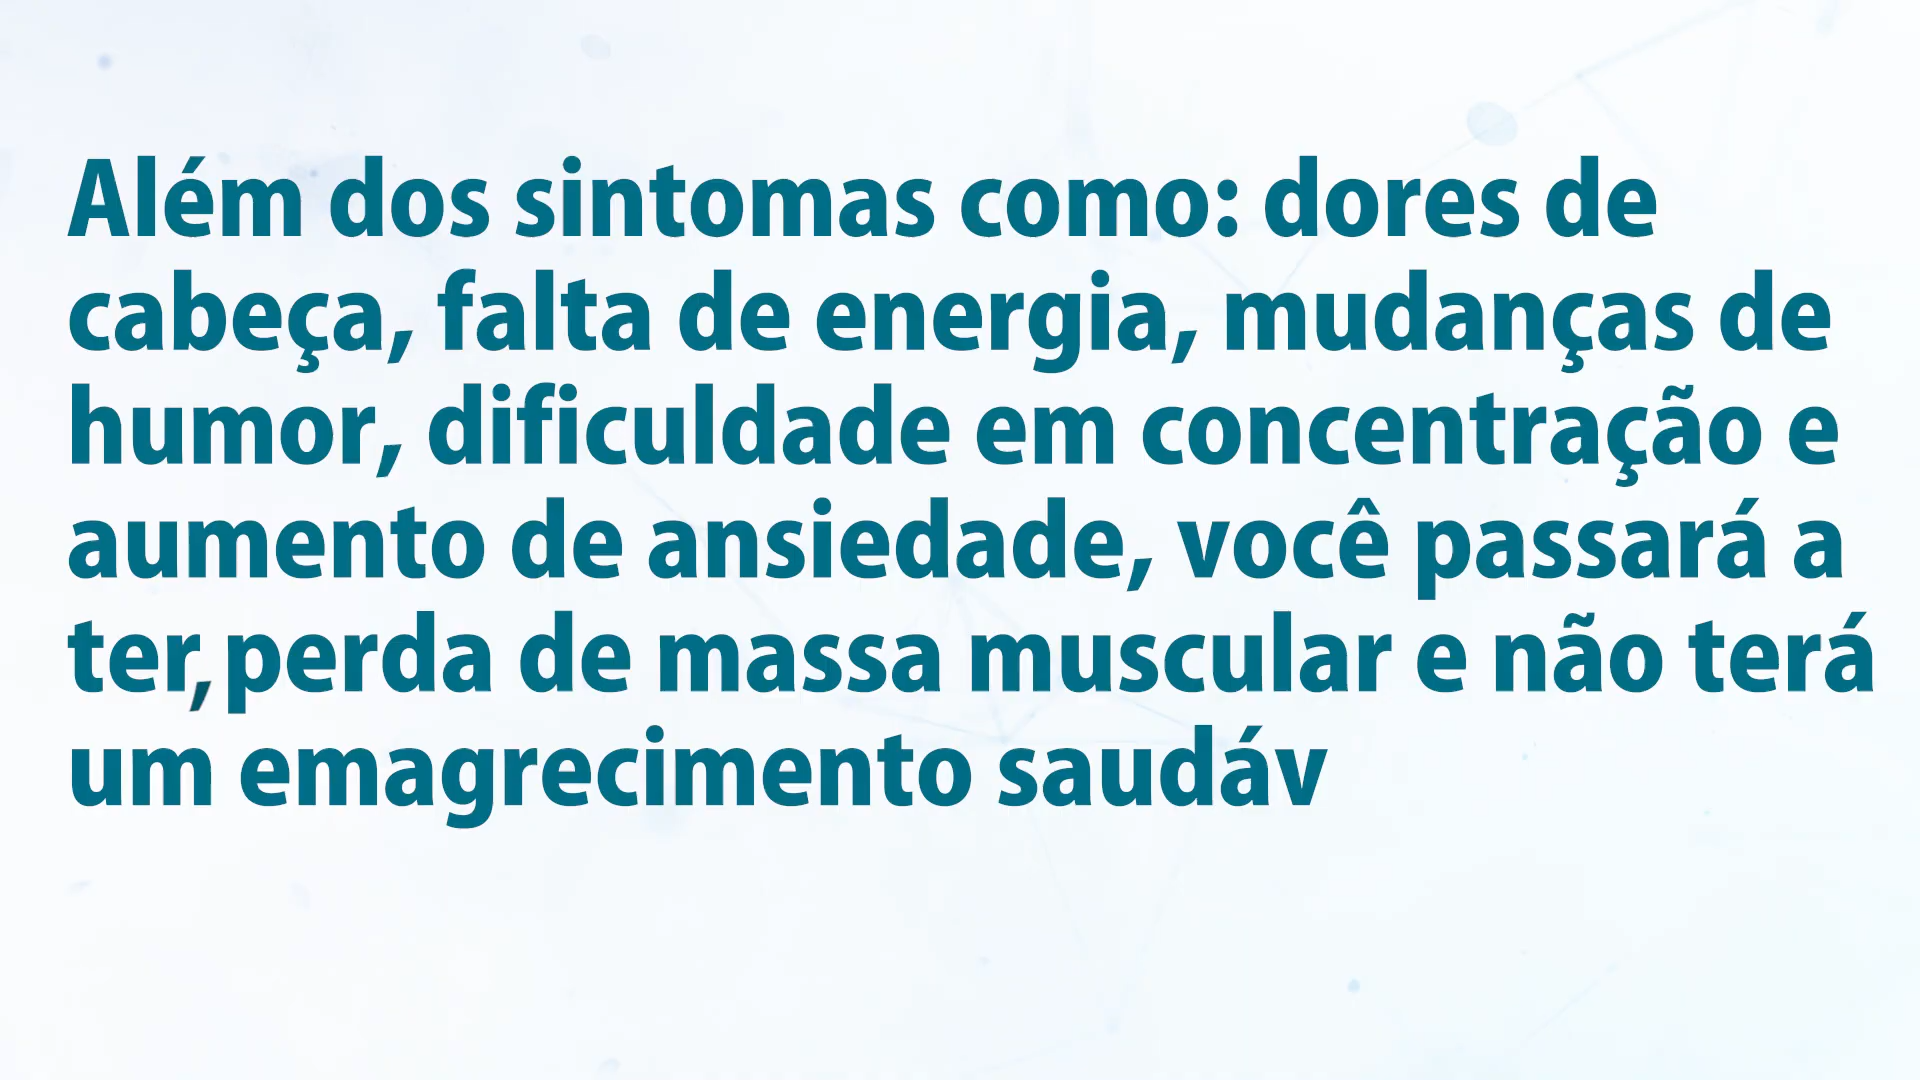 Além dos sintomas como: dores de
cabeça, falta de energia, mudanças de
humor, dificuldade em concentração e
aumento de ansiedade, você passará a
ter, perda de massa muscular e não terá
um emagrecimento saudáv